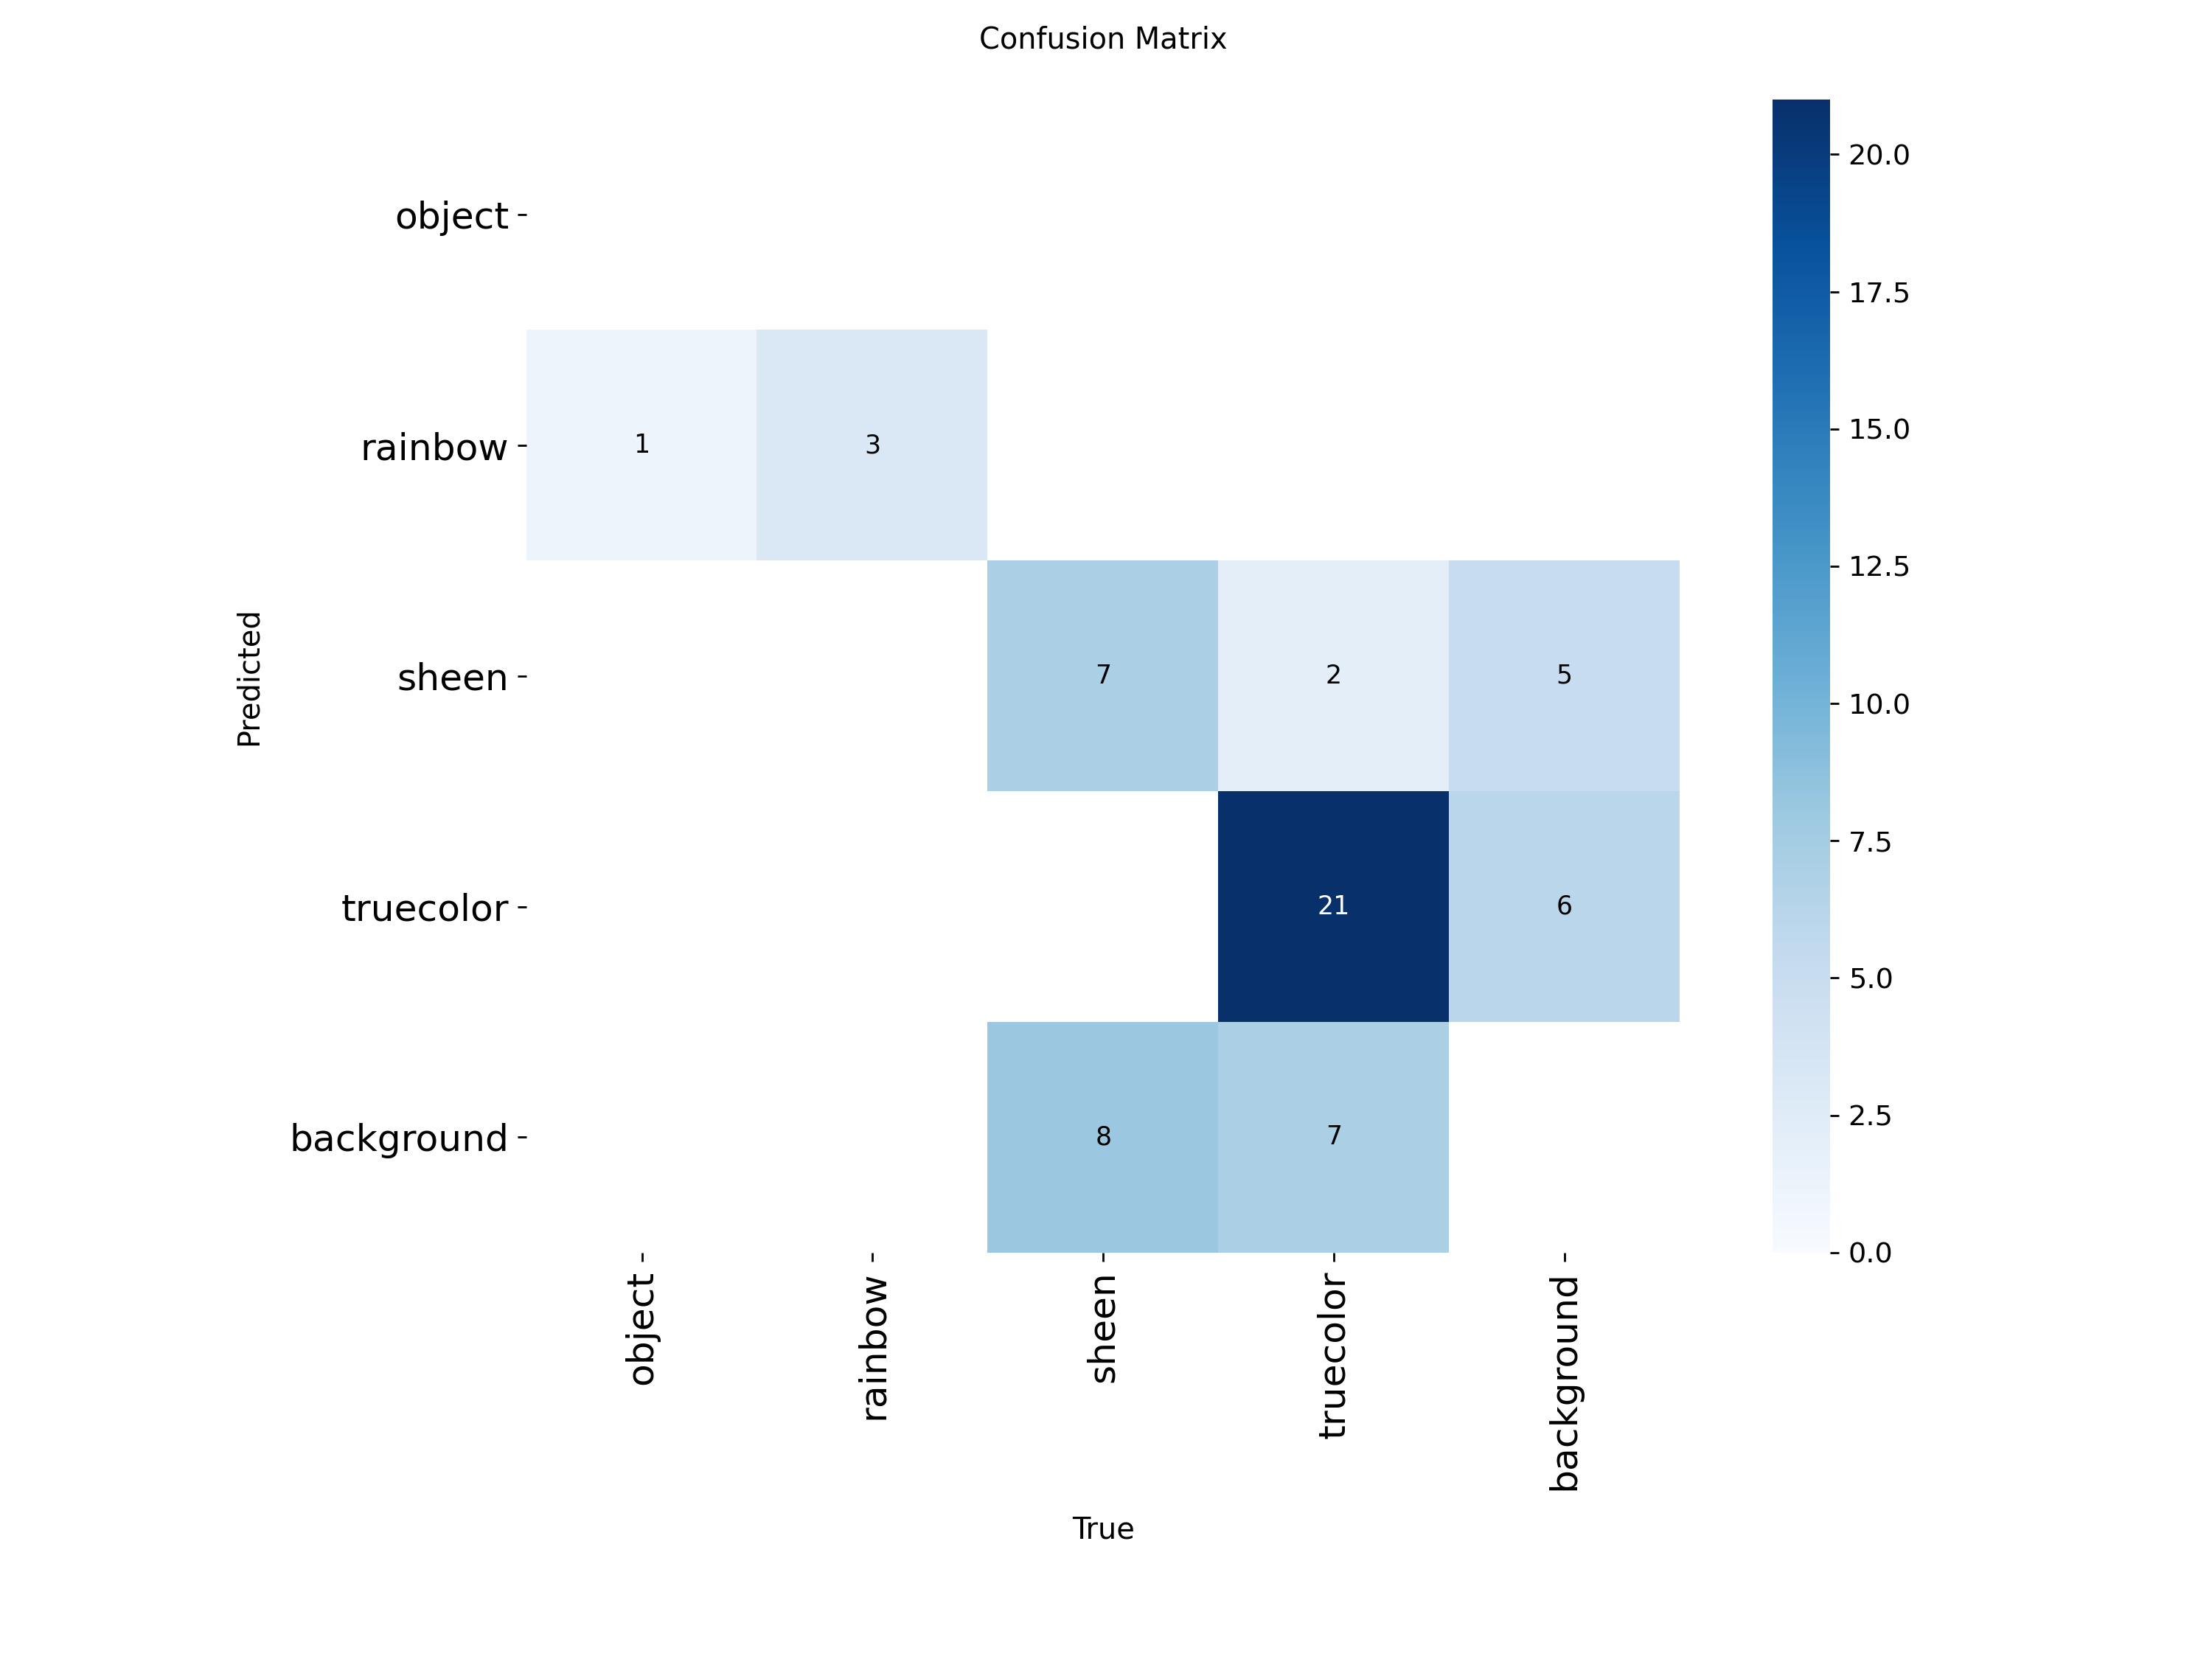 Confusion Matrix
object
rainbow
sheen
truecolor
background
Predicted
1 3
7 2 5
21 6
8 7
object rainbow sheen truecolor background
True
20.0
17.5
15.0
12.5
10.0
7.5
5.0
2.5
0.0